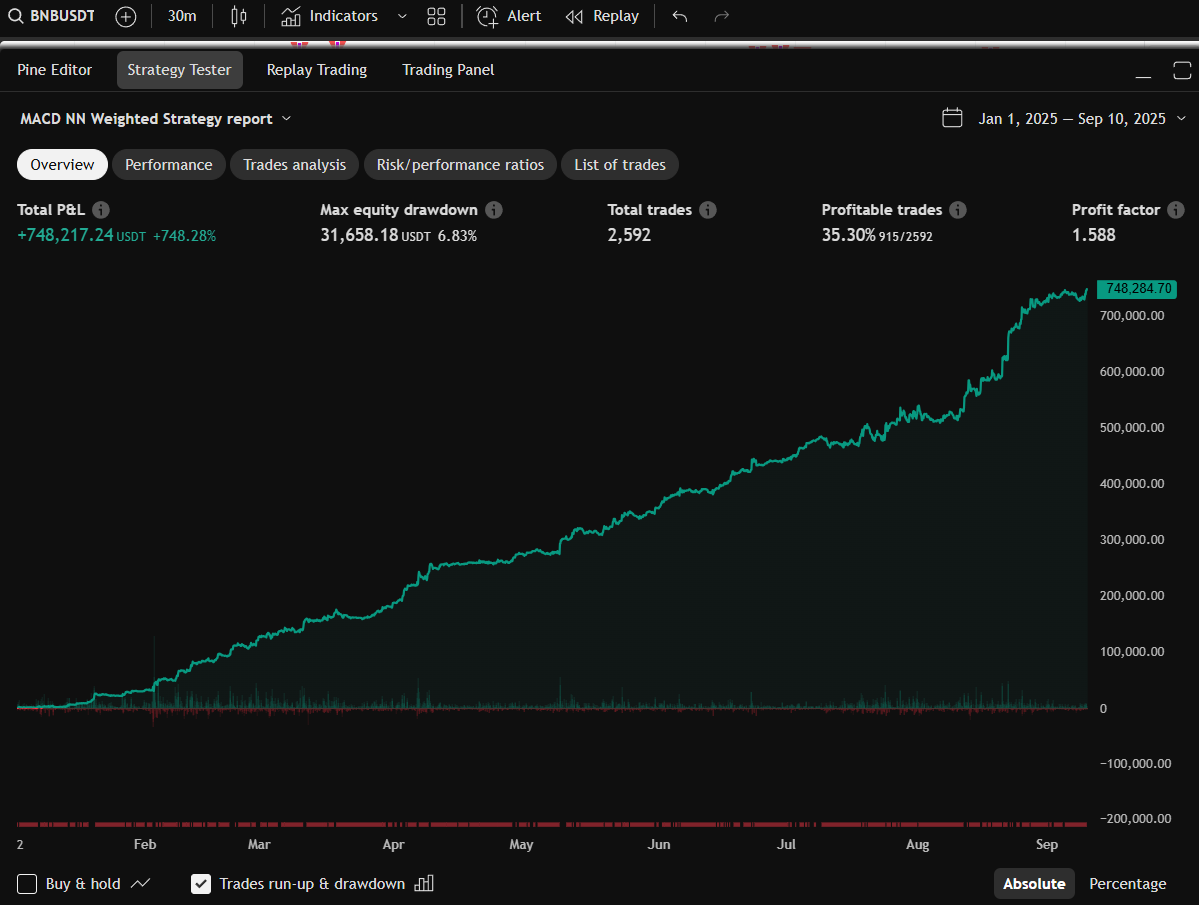 BNBUSDT 30m Indicators Alert Replay
Pine Editor Strategy Tester Replay Trading Trading Panel
MACD NN Weighted Strategy report Jan 1, 2025 — Sep 10, 2025
Overview Performance Trades analysis Risk/performance ratios List of trades
Total P&L Max equity drawdown Total trades Profitable trades Profit factor
+748,217.24 USDT +748.28% 31,658.18 USDT 6.83% 2,592 35.30% 915/2592 1.588
748,284.70
700,000.00
600,000.00
500,000.00
400,000.00
300,000.00
200,000.00
100,000.00
0
−100,000.00
−200,000.00
2 Feb Mar Apr May Jun Jul Aug Sep
Buy & hold Trades run-up & drawdown Absolute Percentage